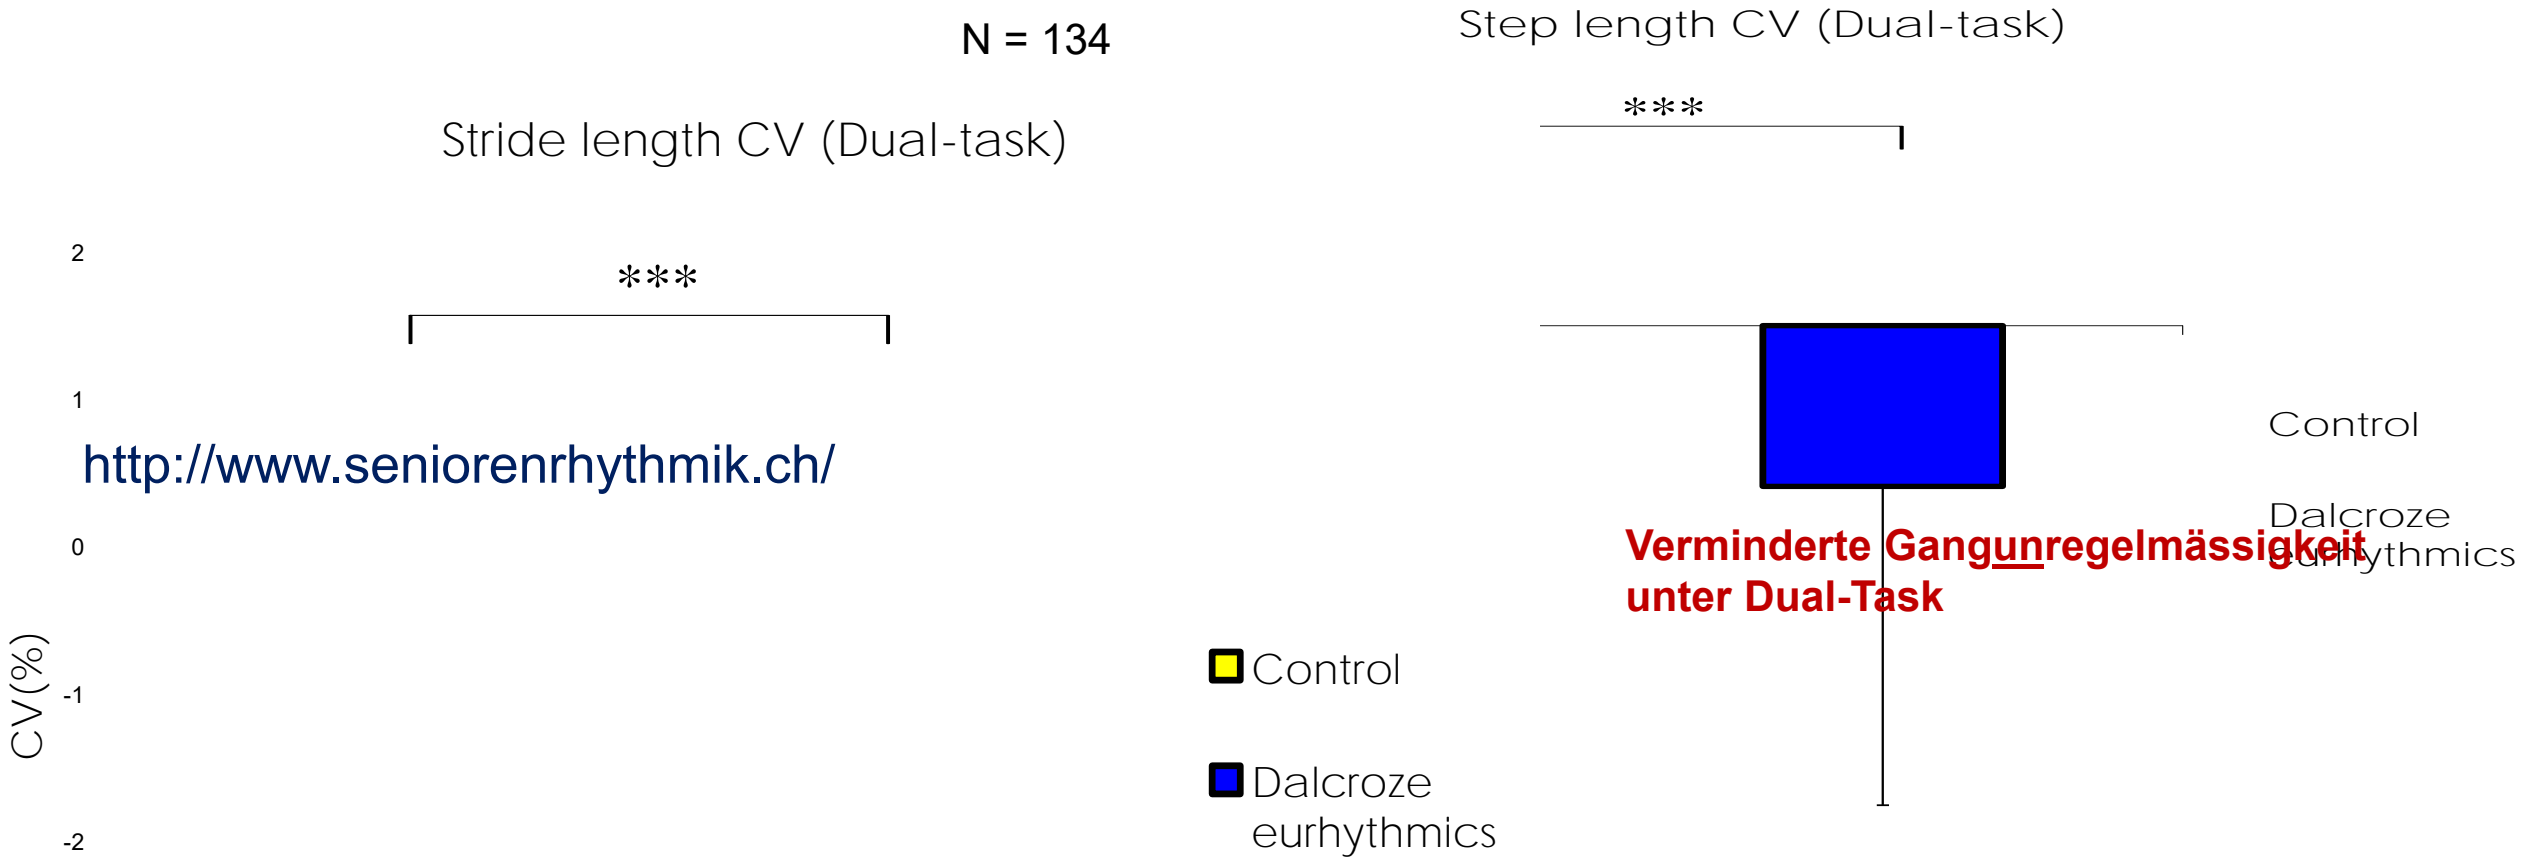 N = 134
Step length CV (Dual-task)
***
Stride length CV (Dual-task)
***
2
1
0
-1
-2
CV(%)
http://www.seniorenrhythmik.ch/
Control
Dalcroze
eurhythmics
Verminderte Gangunregelmässigkeit
unter Dual-Task
Control
Dalcroze
eurhythmics